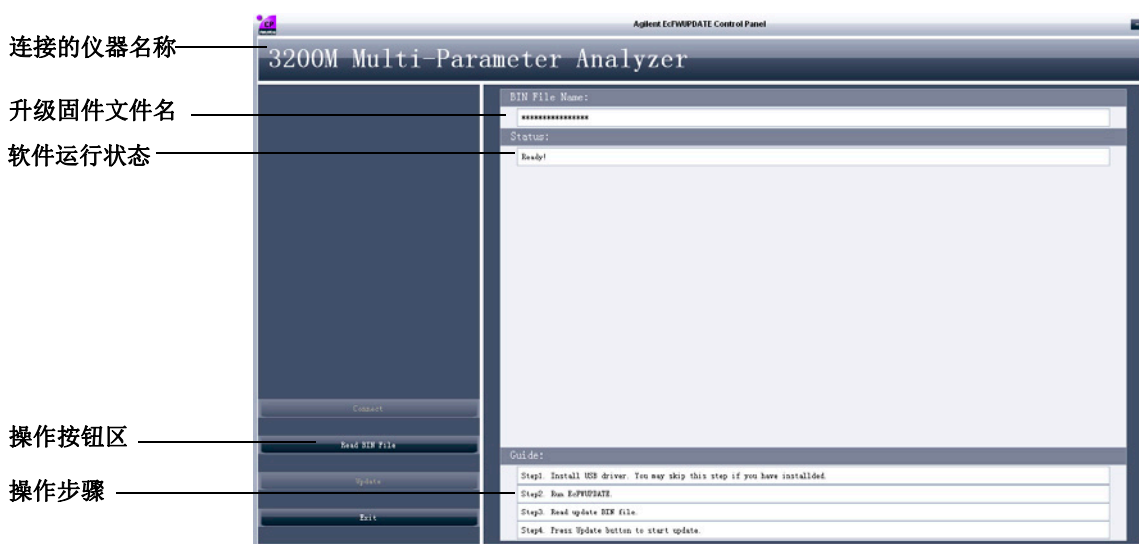 Agilent EcFWUPDATE Control Panel
连接的仪器名称
3200M Multi-Parameter Analyzer
升级固件文件名
BIN File Name:
****************
软件运行状态
Status:
Ready!
Connect
操作按钮区
Read BIN File
Update
Exit
操作步骤
Guide:
Step1. Install USB driver. You may skip this step if you have installded.
Step2. Run EcFWUPDATE.
Step3. Read update BIN file.
Step4. Press Update button to start update.